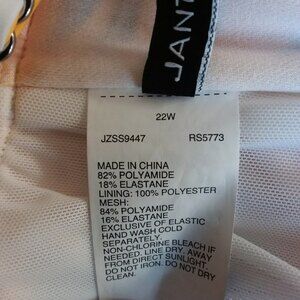 JANT
22W
JZSS9447 RS5773
MADE IN CHINA
82% POLYAMIDE
18% ELASTANE
LINING: 100% POLYESTER
MESH:
84% POLYAMIDE
16% ELASTANE
EXCLUSIVE OF ELASTIC
HAND WASH COLD
SEPARATELY.
NON-CHLORINE BLEACH IF
NEEDED. LINE DRY, AWAY
FROM DIRECT SUNLIGHT
DO NOT IRON. DO NOT DRY
CLEAN.